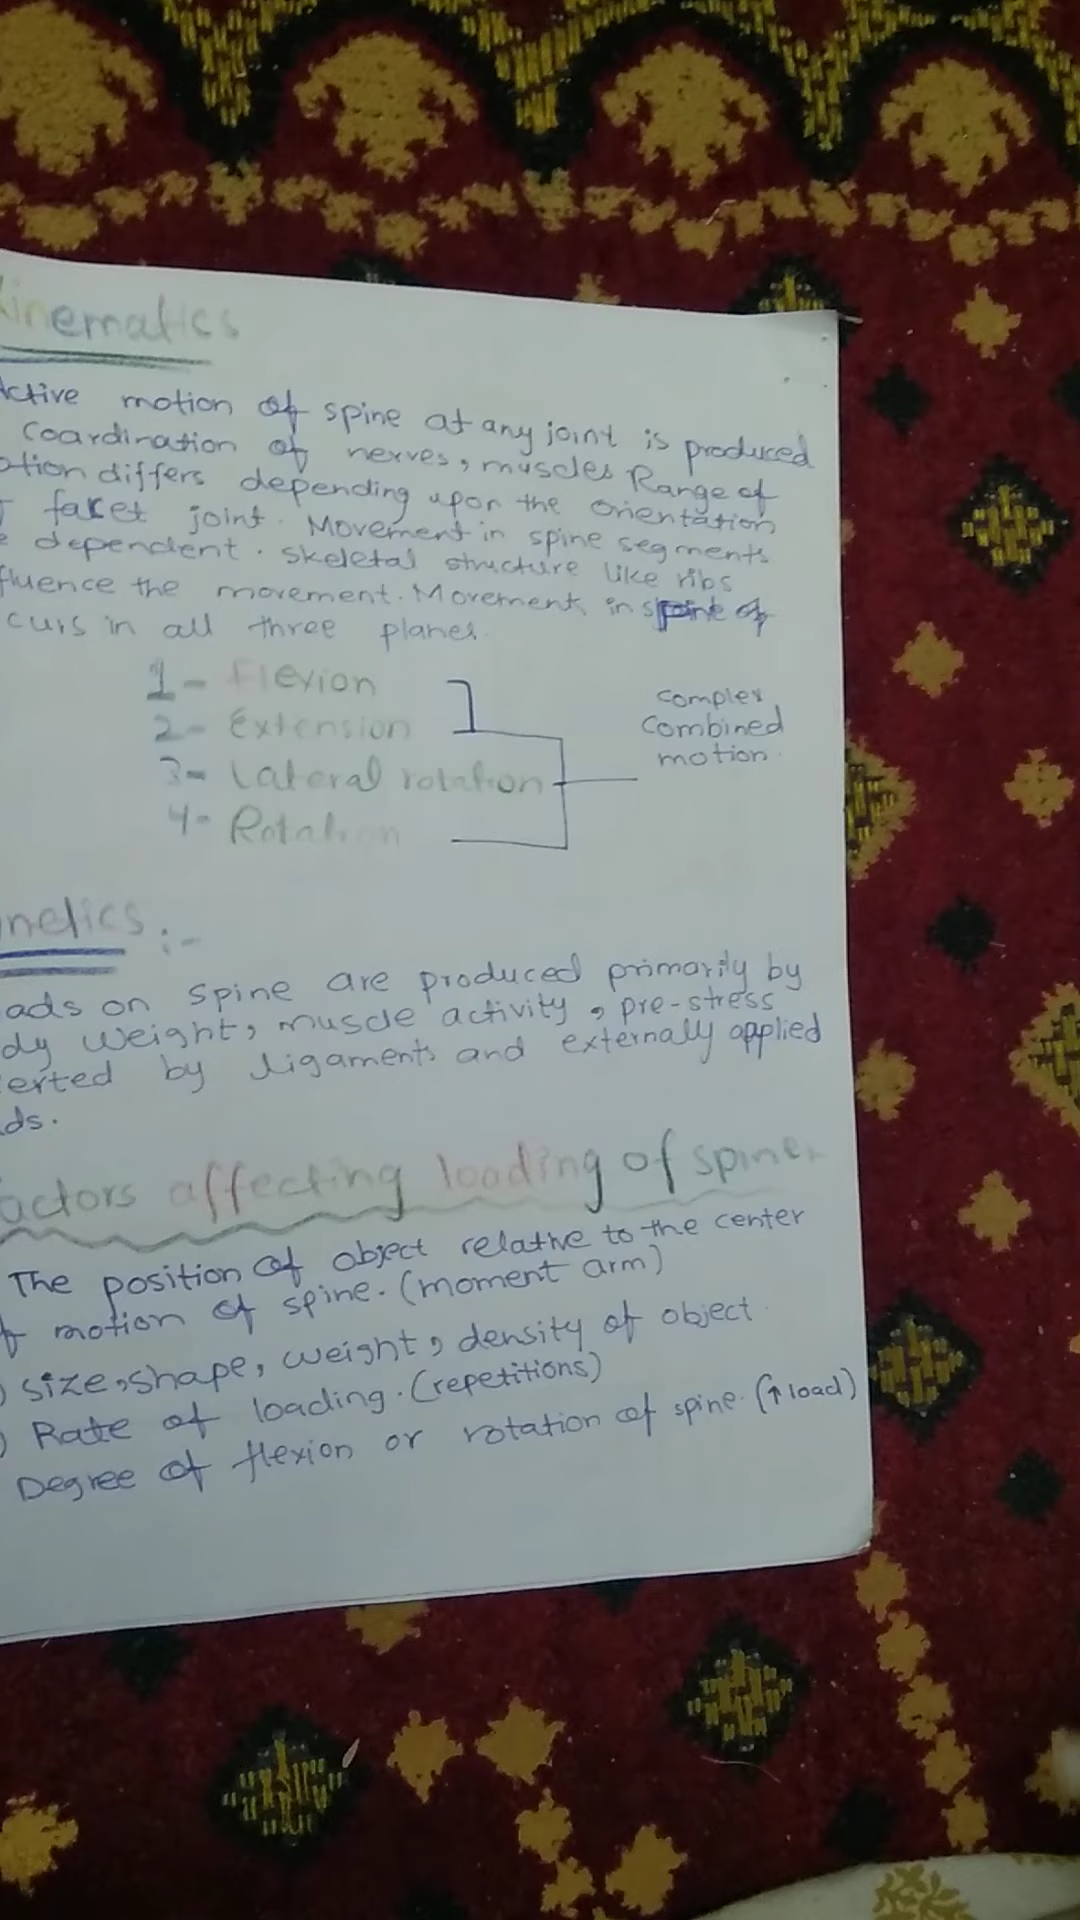 Kinematics
Active motion of spine at any joint is produced
Coardination of nerves, muscles Range of
otion differs depending upon the orientation
facet joint. Movement in spine segments
e dependent. skeletal structure like ribs
fluence the movement. Movement in spine of
curs in all three planes.
1- Flexion
2- Extension
3- Lateral rotation
4- Rotation
complex
combined
motion.
netics :-
ads on spine are produced primarily by
dy weight, muscle activity, pre-stress
erted by ligaments and externally applied
ds.
actors affecting loading of spine.
The position of object relative to the center
of motion of spine. (moment arm)
) size, shape, weight, density of object
) Rate of loading. (repetitions)
Degree of flexion or rotation of spine. (↑ load)